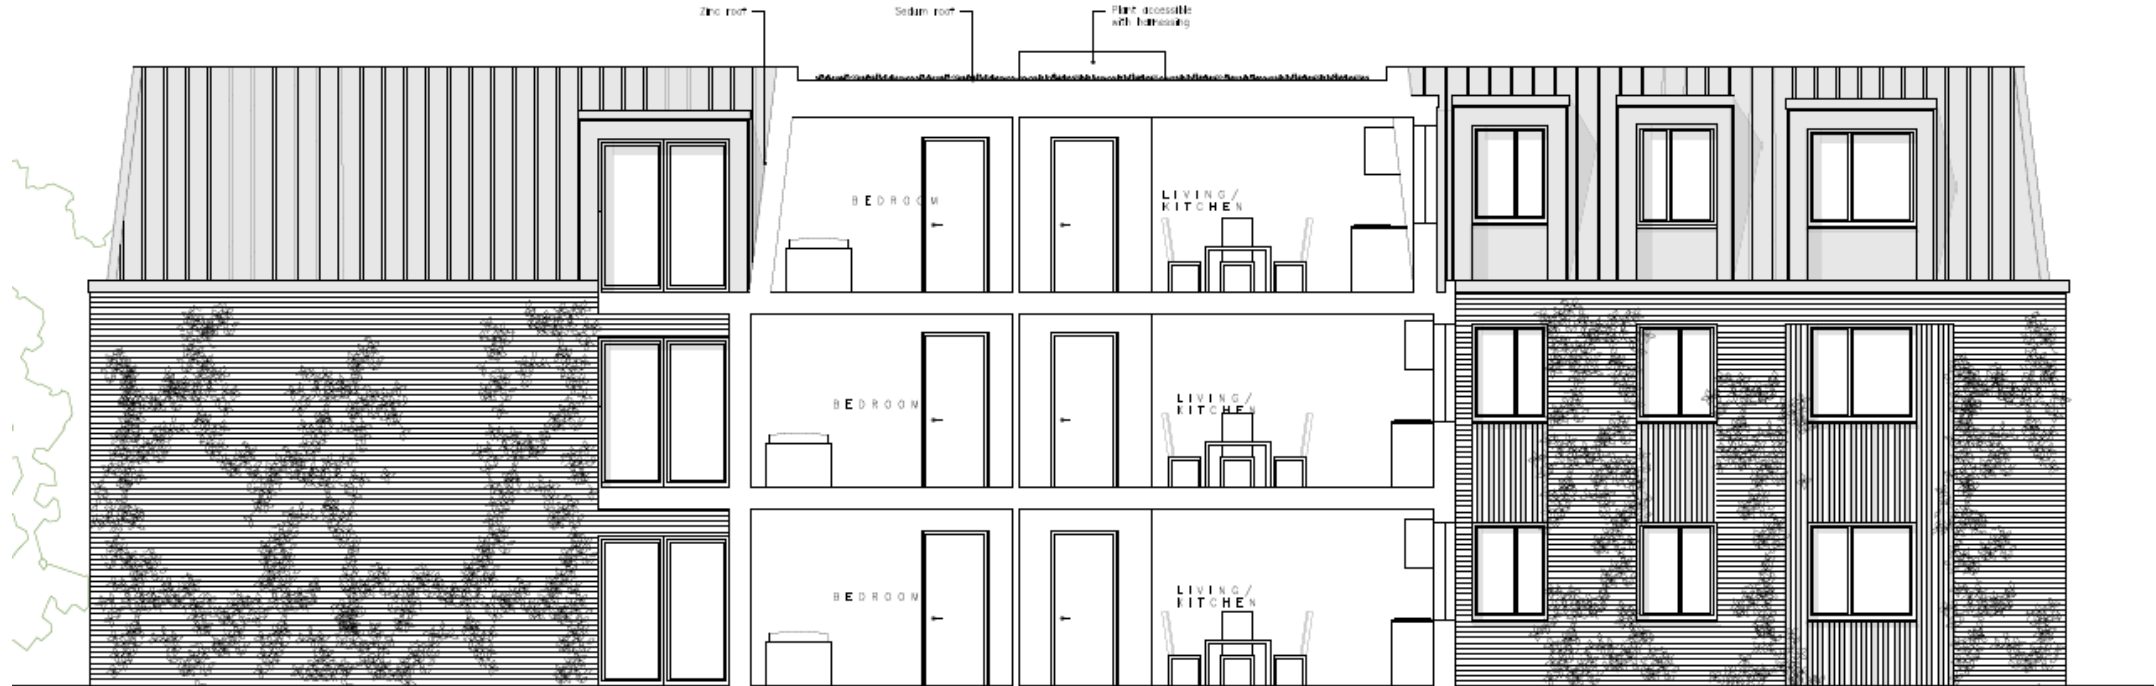 Zinc roof
Sedum roof
Plant accessible
with harnessing
BEDROOM
LIVING/
KITCHEN
BEDROOM
LIVING/
KITCHEN
BEDROOM
LIVING/
KITCHEN